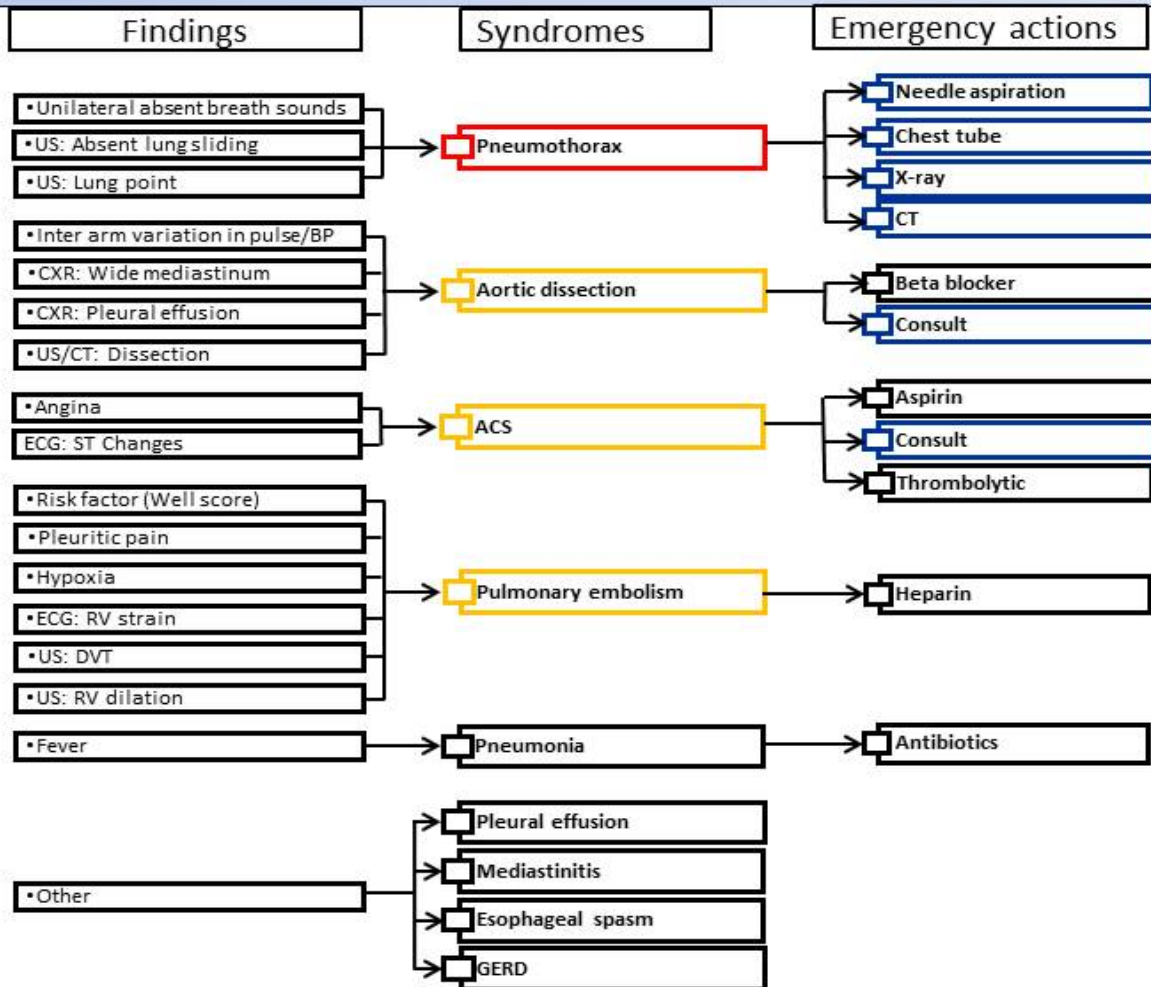 Findings
Syndromes
Emergency actions
•Unilateral absent breath sounds
•US: Absent lung sliding
•US: Lung point
Pneumothorax
Needle aspiration
Chest tube
X-ray
CT
•Inter arm variation in pulse/BP
•CXR: Wide mediastinum
•CXR: Pleural effusion
•US/CT: Dissection
Aortic dissection
Beta blocker
Consult
•Angina
ECG: ST Changes
ACS
Aspirin
Consult
Thrombolytic
•Risk factor (Well score)
•Pleuritic pain
•Hypoxia
•ECG: RV strain
•US: DVT
•US: RV dilation
Pulmonary embolism
Heparin
•Fever
Pneumonia
Antibiotics
•Other
Pleural effusion
Mediastinitis
Esophageal spasm
GERD